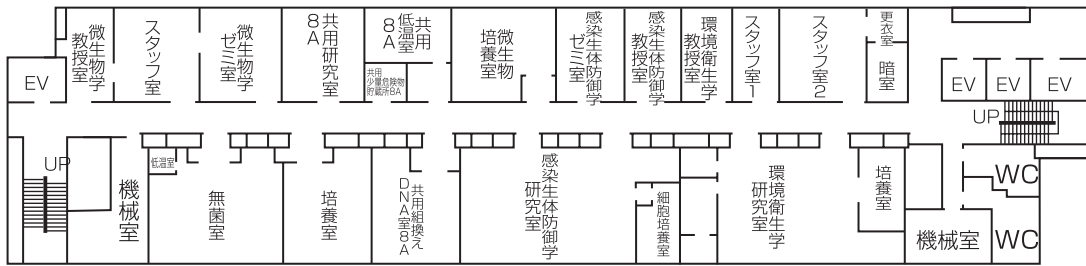 EV
微生物学
教授室
スタッフ
室
微生物学
ゼミ室
共用研究室
8A
共用
低温室
8A
共用
少量危険物
貯蔵所8A
微生物
培養室
感染生体防御学
ゼミ室
感染生体防御学
教授室
環境衛生学
教授室
スタッフ
室1
スタッフ
室2
更衣室
暗室
EV
EV
EV
UP
UP
機械室
低温室
無菌室
培養室
共用組換え
DNA室8A
感染生体防御学
研究室
細胞培養室
環境衛生学
研究室
培養室
機械室
WC
WC